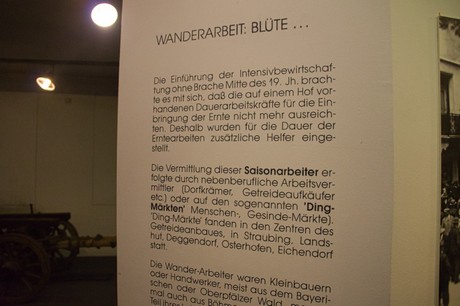 WANDERARBEIT: BLÜTE ...
Die Einführung der Intensivbewirtschaf-
tung ohne Brache Mitte des 19. Jh. brach-
te es mit sich, daß die auf einem Hof vor-
handenen Dauerarbeitskräfte für die Ein-
bringung der Ernte nicht mehr ausreich-
ten. Deshalb wurden für die Dauer der
Erntearbeiten zusätzliche Helfer einge-
stellt.
Die Vermittlung dieser Saisonarbeiter er-
folgte durch nebenberufliche Arbeitsver-
mittler (Dorfkrämer, Getreideaufkäufer
etc.) oder auf den sogenannten 'Ding-
Märkten' Menschen-, Gesinde-Märkte).
'Ding-Märkte' fanden in den Zentren des
Getreideanbaues, in Straubing, Lands-
hut, Deggendorf, Osterhofen, Eichendorf
statt.
Die Wander-Arbeiter waren Kleinbauern
oder Handwerker, meist aus dem Bayeri-
schen oder Oberpfälzer Wald,
mal auch aus